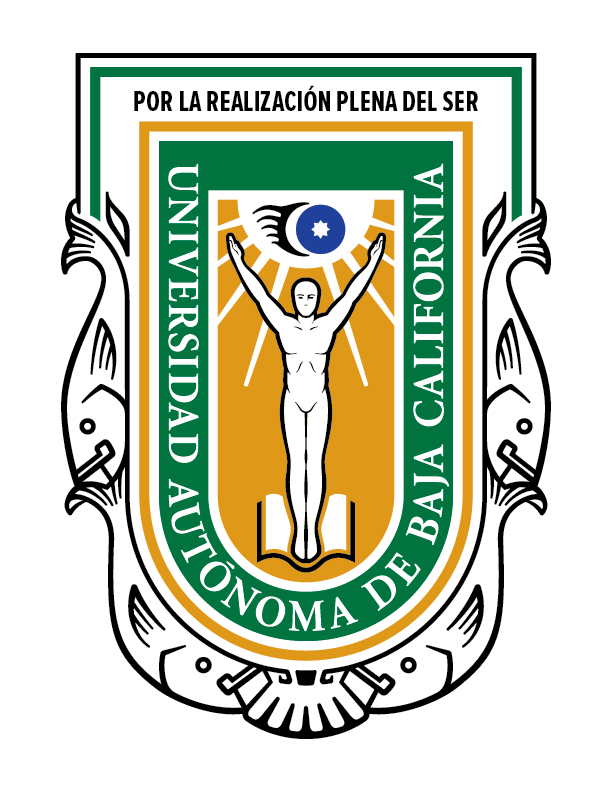 POR LA REALIZACIÓN PLENA DEL SER
UNIVERSIDAD AUTÓNOMA DE BAJA CALIFORNIA